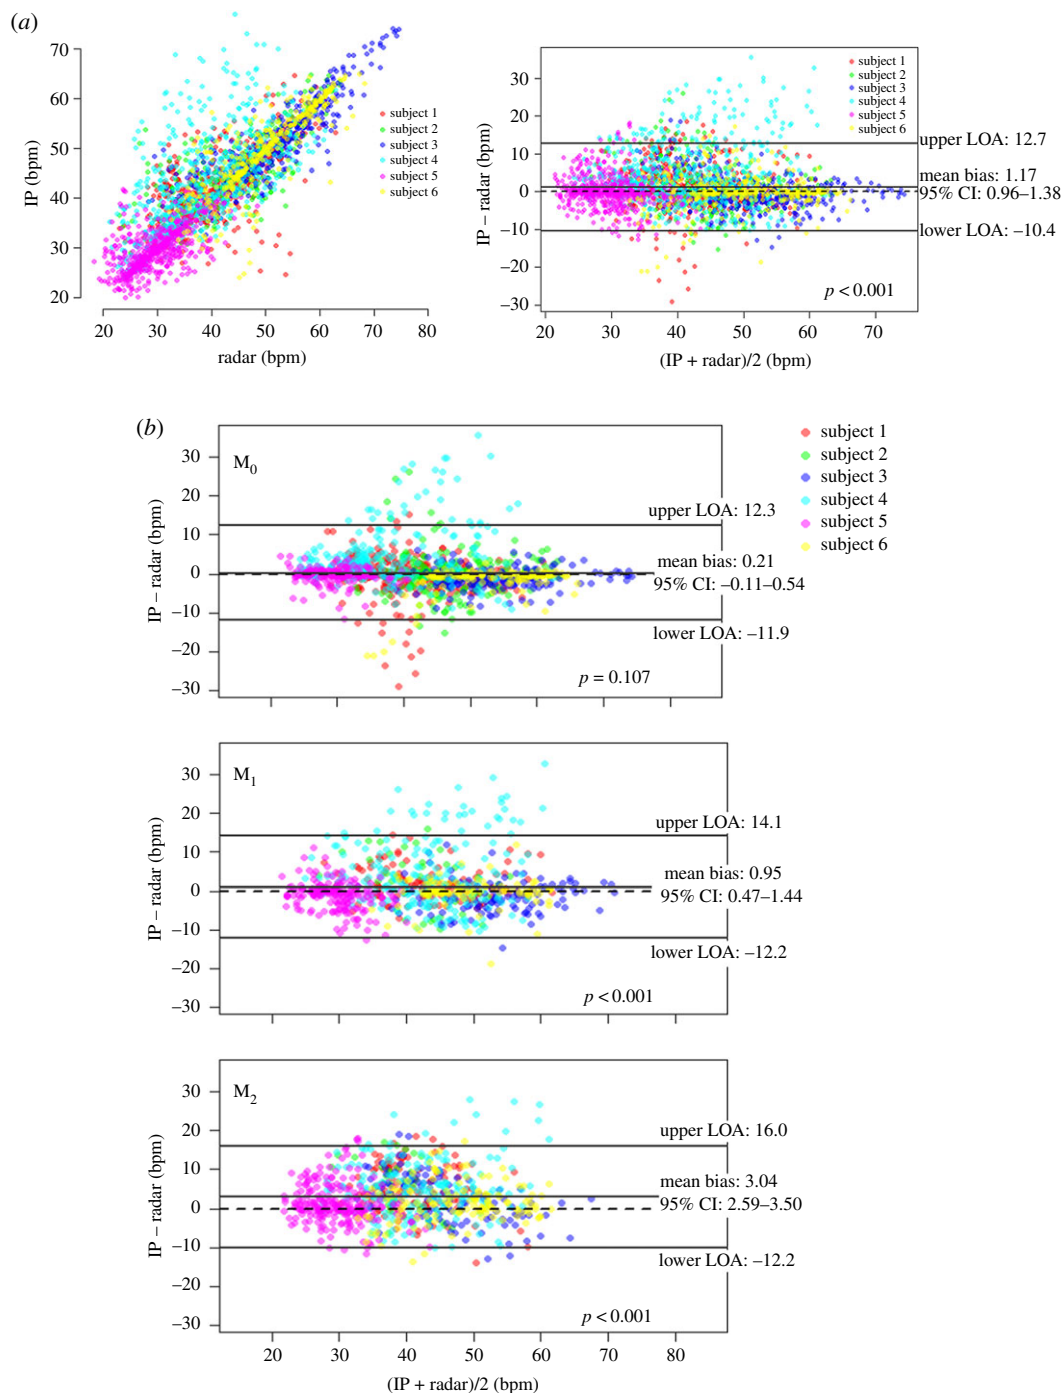 (a)
70
60
50
40
30
20
IP (bpm)
20 30 40 50 60 70 80
radar (bpm)
subject 1
subject 2
subject 3
subject 4
subject 5
subject 6
30
20
10
0
–10
–20
–30
IP – radar (bpm)
subject 1
subject 2
subject 3
subject 4
subject 5
subject 6
upper LOA: 12.7
mean bias: 1.17
95% CI: 0.96–1.38
lower LOA: –10.4
p < 0.001
20 30 40 50 60 70
(IP + radar)/2 (bpm)
(b)
M0
30
20
10
0
–10
–20
–30
IP – radar (bpm)
upper LOA: 12.3
mean bias: 0.21
95% CI: –0.11–0.54
lower LOA: –11.9
p = 0.107
subject 1
subject 2
subject 3
subject 4
subject 5
subject 6
M1
30
20
10
0
–10
–20
–30
IP – radar (bpm)
upper LOA: 14.1
mean bias: 0.95
95% CI: 0.47–1.44
lower LOA: –12.2
p < 0.001
M2
30
20
10
0
–10
–20
–30
IP – radar (bpm)
upper LOA: 16.0
mean bias: 3.04
95% CI: 2.59–3.50
lower LOA: –12.2
p < 0.001
20 30 40 50 60 70 80
(IP + radar)/2 (bpm)